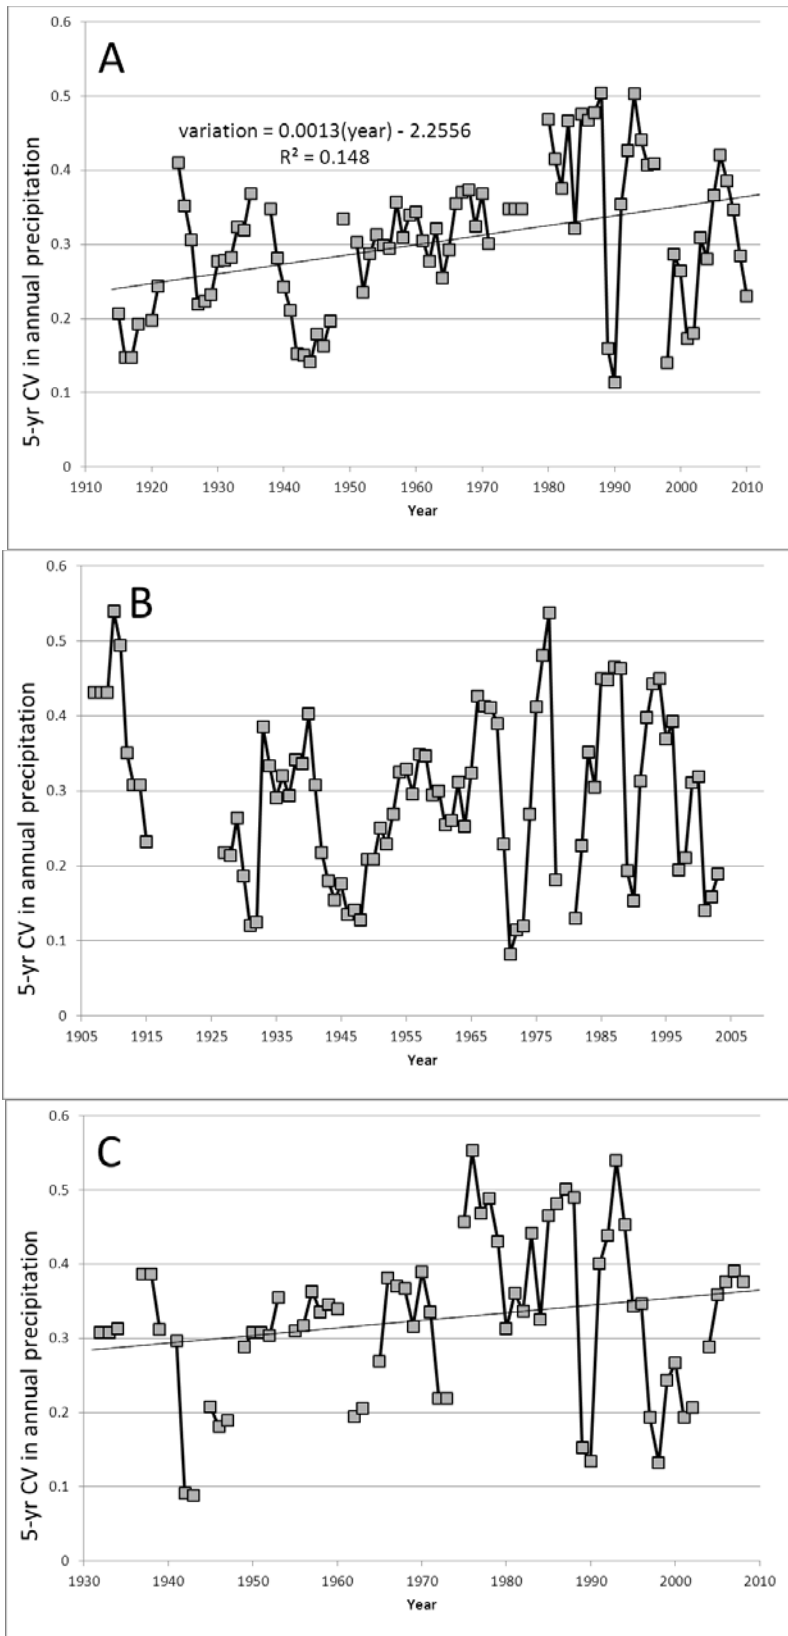 A
variation = 0.0013(year) - 2.2556
R² = 0.148
5-yr CV in annual precipitation
0.6
0.5
0.4
0.3
0.2
0.1
0
1910 1920 1930 1940 1950 1960 1970 1980 1990 2000 2010
Year
B
5-yr CV in annual precipitation
0.6
0.5
0.4
0.3
0.2
0.1
0
1905 1915 1925 1935 1945 1955 1965 1975 1985 1995 2005
Year
C
5-yr CV in annual precipitation
0.6
0.5
0.4
0.3
0.2
0.1
0
1930 1940 1950 1960 1970 1980 1990 2000 2010
Year